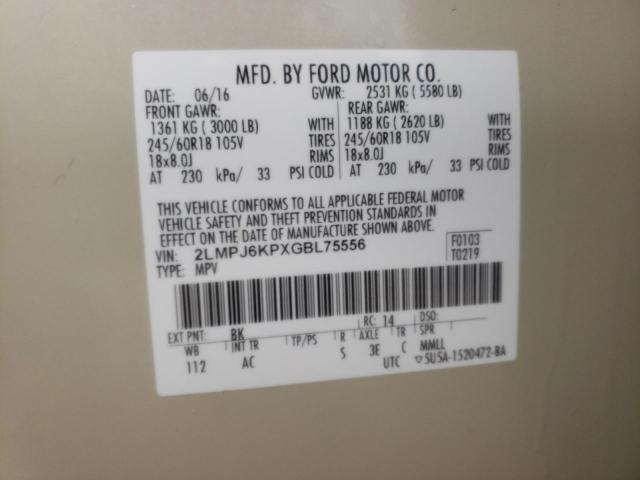 MFD. BY FORD MOTOR CO.
DATE: 06/16 GVWR: 2531 KG ( 5580 LB)
FRONT GAWR: REAR GAWR:
1361 KG ( 3000 LB) WITH 1188 KG ( 2620 LB) WITH
245/60R18 105V TIRES 245/60R18 105V TIRES
18x8.0J RIMS 18x8.0J RIMS
AT 230 kPa/ 33 PSI COLD AT 230 kPa/ 33 PSI COLD
THIS VEHICLE CONFORMS TO ALL APPLICABLE FEDERAL MOTOR
VEHICLE SAFETY AND THEFT PREVENTION STANDARDS IN
EFFECT ON THE DATE OF MANUFACTURE SHOWN ABOVE.
VIN: 2LMPJ6KPXGBL75556 F0103
TYPE: MPV T0219
EXT PNT: BK RC: 14 DSO:
WB INT TR TP/PS R AXLE TR SPR
112 AC S 3E C MMLL
UTC ▽5U5A-1520472-BA